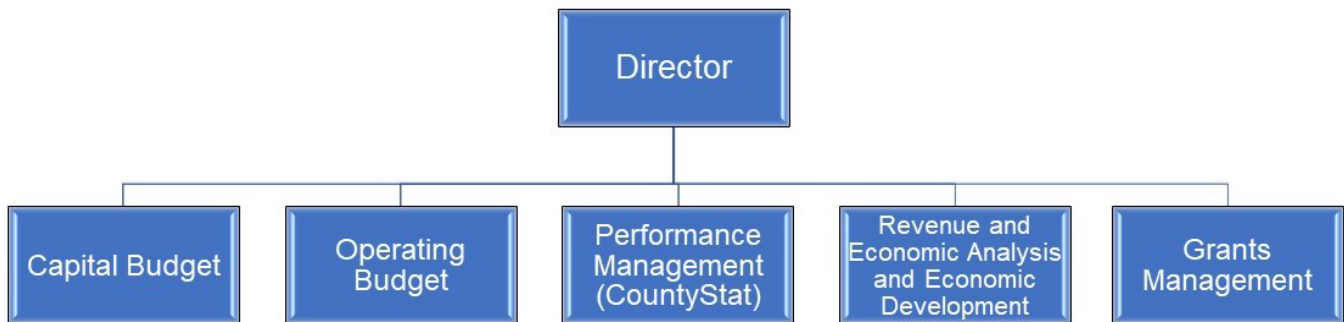 Director
Capital Budget
Operating
Budget
Performance
Management
(CountyStat)
Revenue and
Economic Analysis
and Economic
Development
Grants
Management